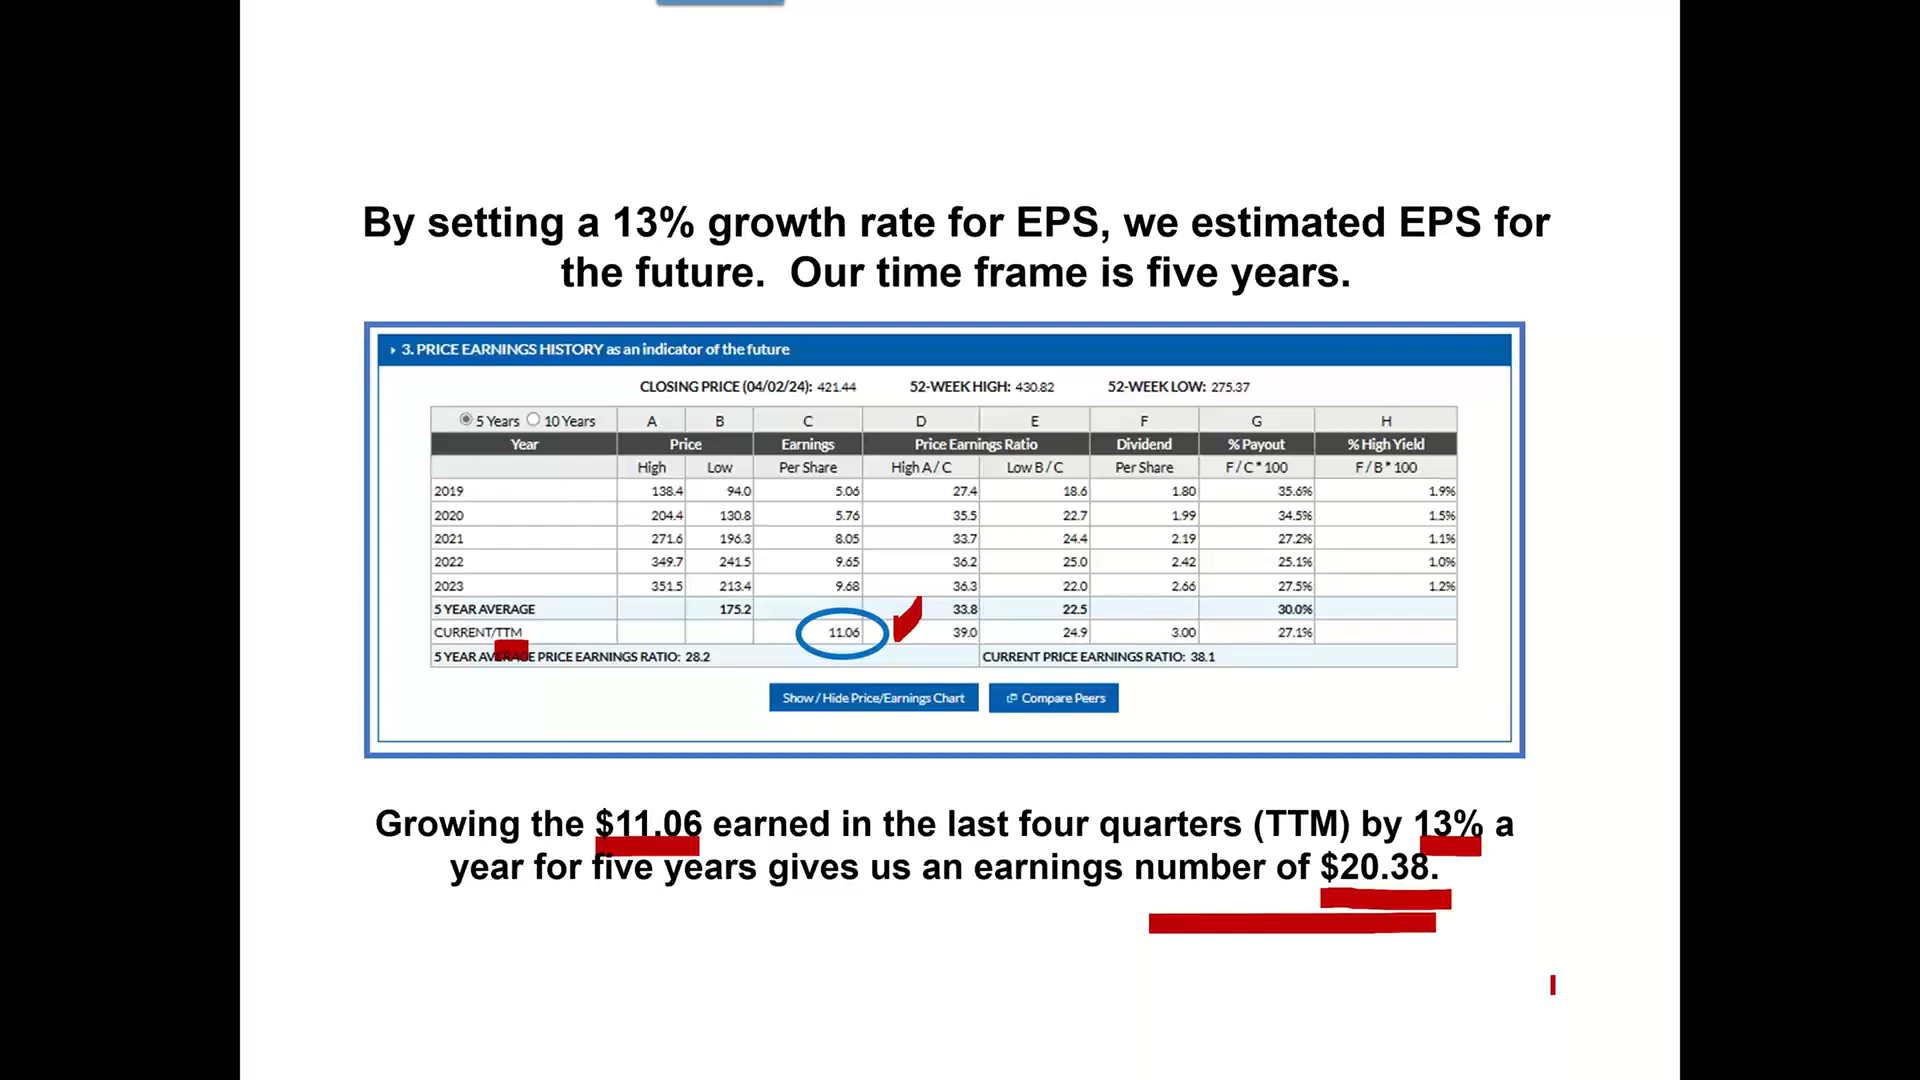 By setting a 13% growth rate for EPS, we estimated EPS for
the future. Our time frame is five years.
3. PRICE EARNINGS HISTORY as an indicator of the future
CLOSING PRICE (04/02/24): 421.44 52-WEEK HIGH: 430.82 52-WEEK LOW: 275.37
5 Years 10 Years A B C D E F G H
Year Price Earnings Price Earnings Ratio Dividend % Payout % High Yield
High Low Per Share High A / C Low B / C Per Share F / C * 100 F / B * 100
2019 138.4 94.0 5.06 27.4 18.6 1.80 35.6% 1.9%
2020 204.4 130.8 5.76 35.5 22.7 1.99 34.5% 1.5%
2021 271.6 196.3 8.05 33.7 24.4 2.19 27.2% 1.1%
2022 349.7 241.5 9.65 36.2 25.0 2.42 25.1% 1.0%
2023 351.5 213.4 9.68 36.3 22.0 2.66 27.5% 1.2%
5 YEAR AVERAGE 175.2 33.8 22.5 30.0%
CURRENT/TTM 11.06 39.0 24.9 3.00 27.1%
5 YEAR AVERAGE PRICE EARNINGS RATIO: 28.2 CURRENT PRICE EARNINGS RATIO: 38.1
Show / Hide Price/Earnings Chart Compare Peers
Growing the $11.06 earned in the last four quarters (TTM) by 13% a
year for five years gives us an earnings number of $20.38.